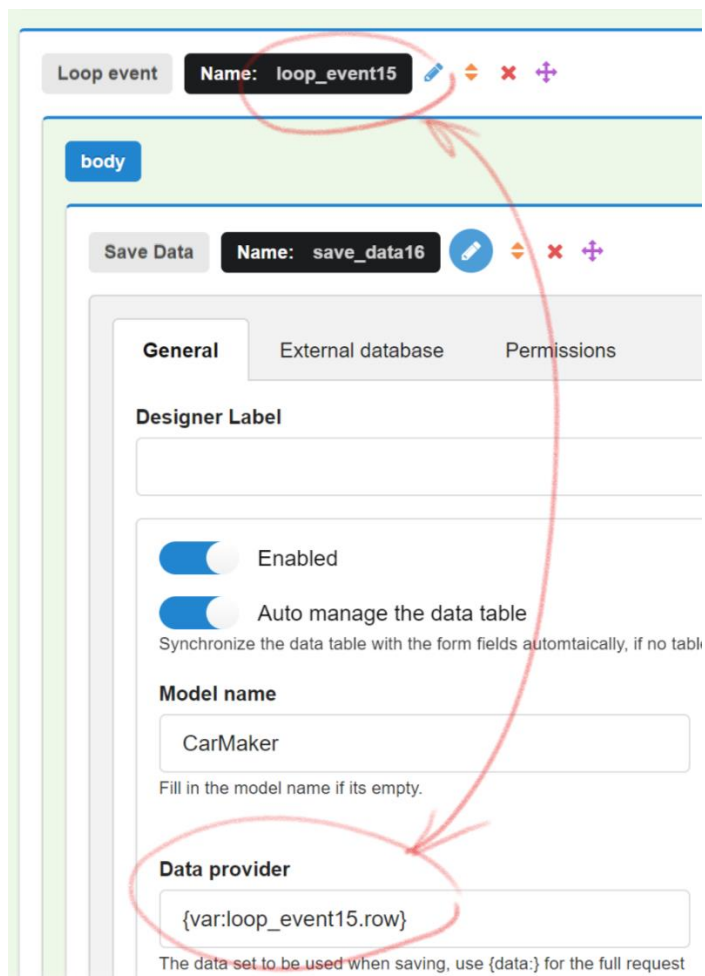 Loop event Name: loop_event15
body
Save Data Name: save_data16
General External database Permissions
Designer Label
Enabled
Auto manage the data table
Synchronize the data table with the form fields automtaically, if no table
Model name
CarMaker
Fill in the model name if its empty.
Data provider
{var:loop_event15.row}
The data set to be used when saving, use {data:} for the full request